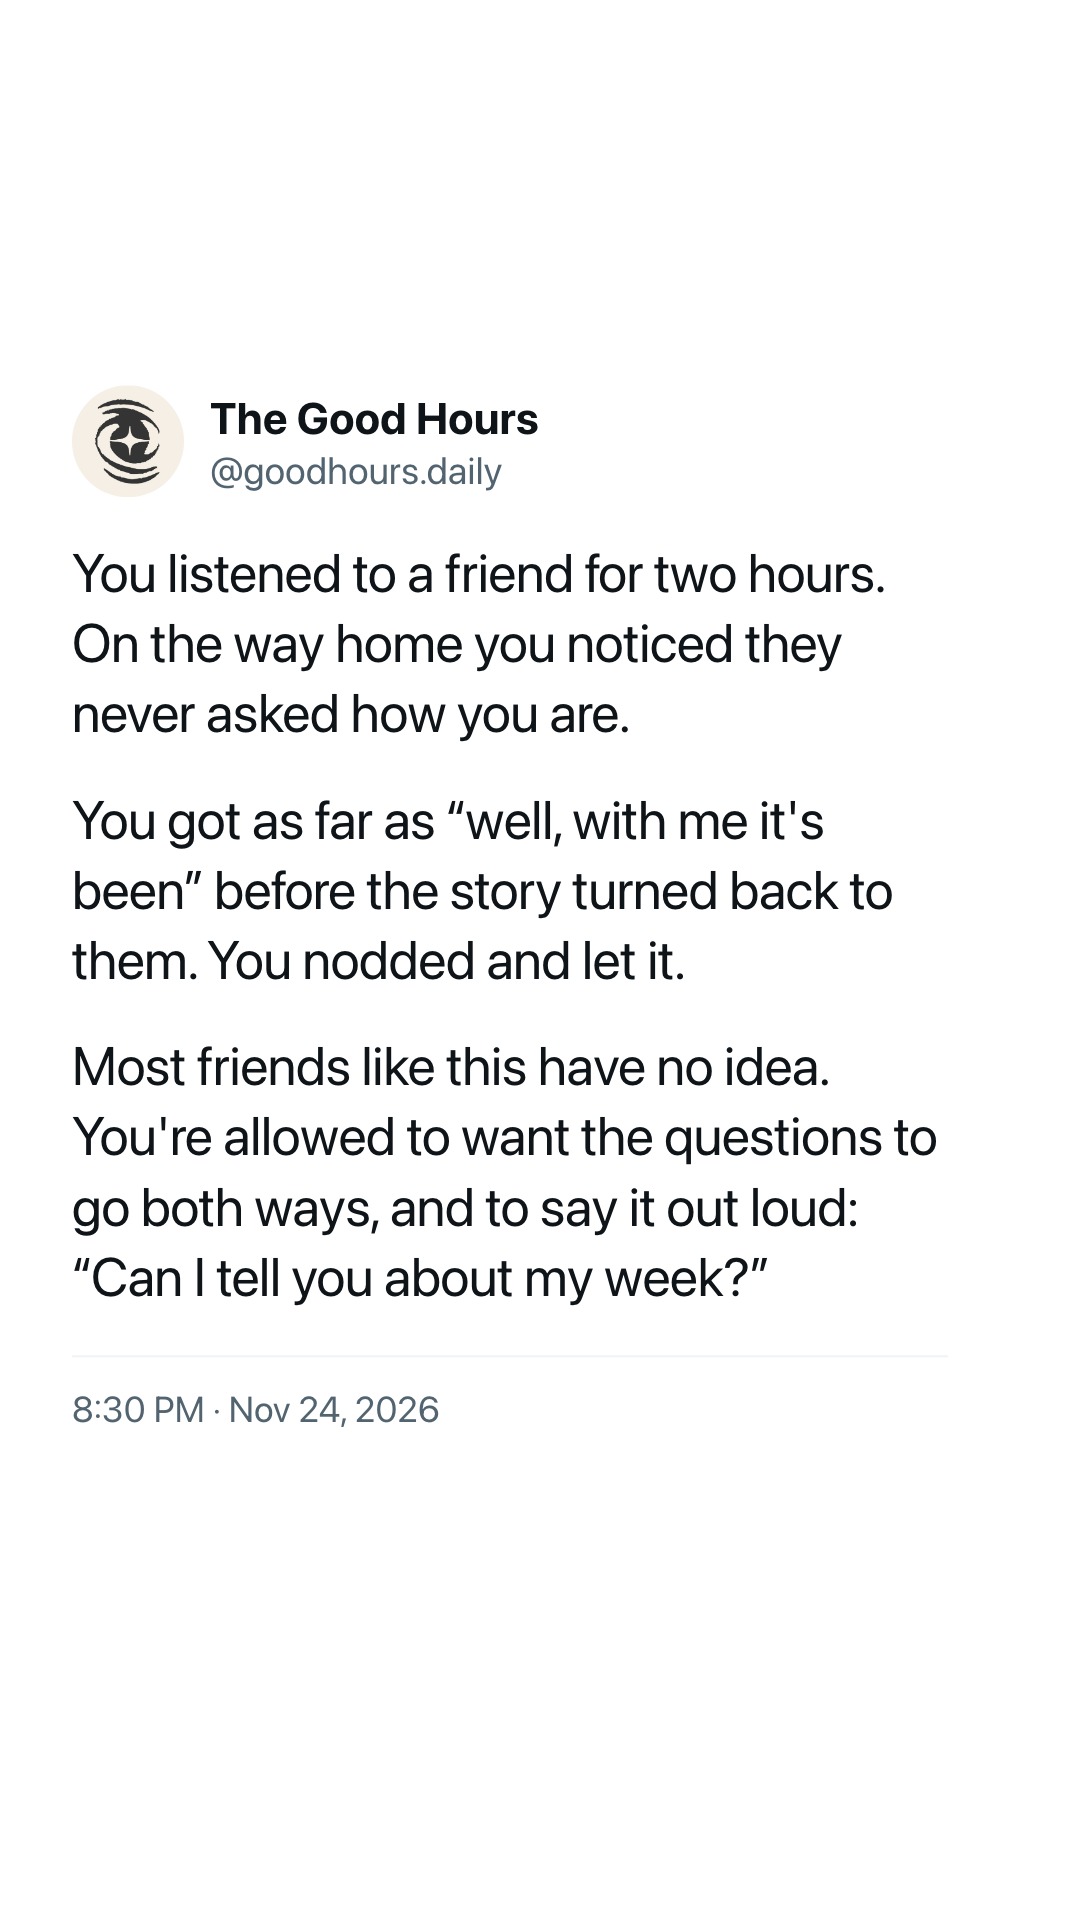 The Good Hours
@goodhours.daily
You listened to a friend for two hours.
On the way home you noticed they
never asked how you are.
You got as far as “well, with me it's
been” before the story turned back to
them. You nodded and let it.
Most friends like this have no idea.
You're allowed to want the questions to
go both ways, and to say it out loud:
“Can I tell you about my week?”
8:30 PM · Nov 24, 2026